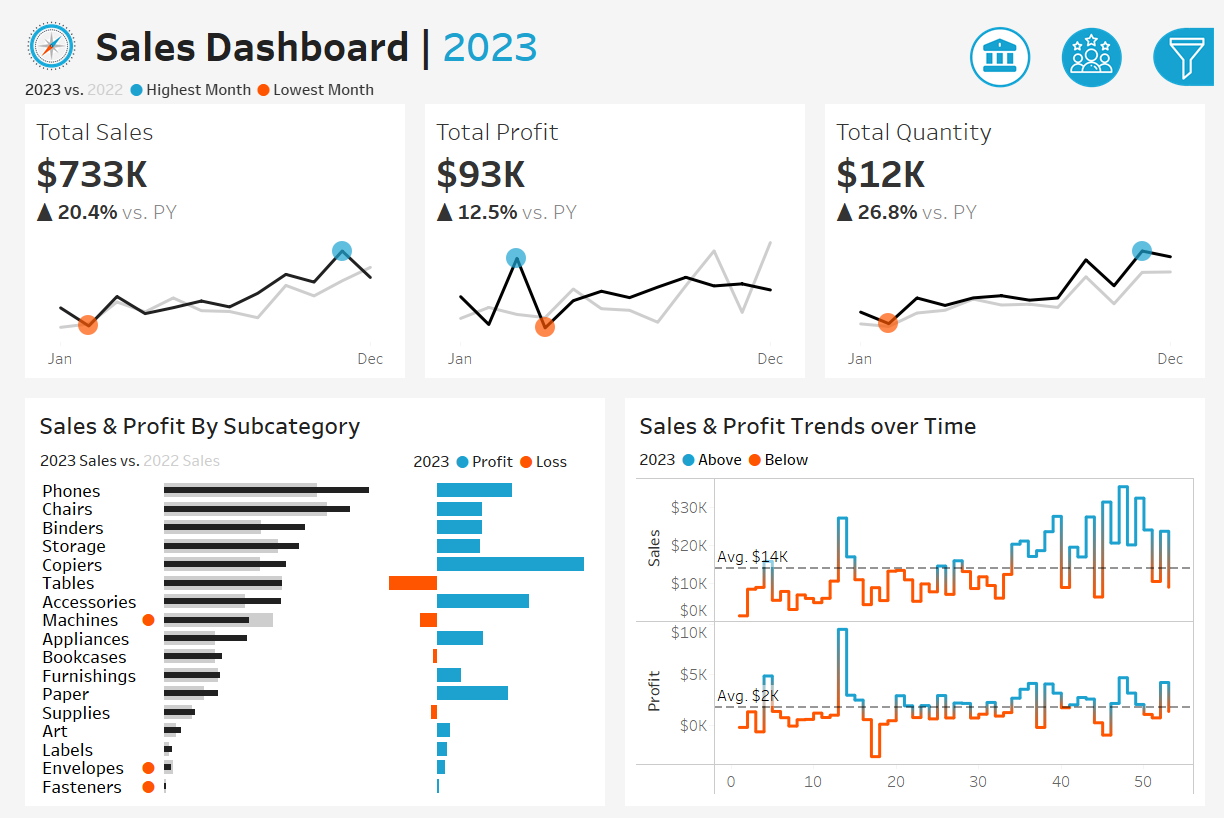 Sales Dashboard | 2023
2023 vs. 2022 Highest Month Lowest Month
Total Sales
$733K
▲ 20.4% vs. PY
Jan Dec
Total Profit
$93K
▲ 12.5% vs. PY
Jan Dec
Total Quantity
$12K
▲ 26.8% vs. PY
Jan Dec
Sales & Profit By Subcategory
2023 Sales vs. 2022 Sales
2023 Profit Loss
Phones
Chairs
Binders
Storage
Copiers
Tables
Accessories
Machines
Appliances
Bookcases
Furnishings
Paper
Supplies
Art
Labels
Envelopes
Fasteners
Sales & Profit Trends over Time
2023 Above Below
Sales
$30K
$20K
Avg. $14K
$10K
$0K
Profit
$10K
$5K
Avg. $2K
$0K
0 10 20 30 40 50